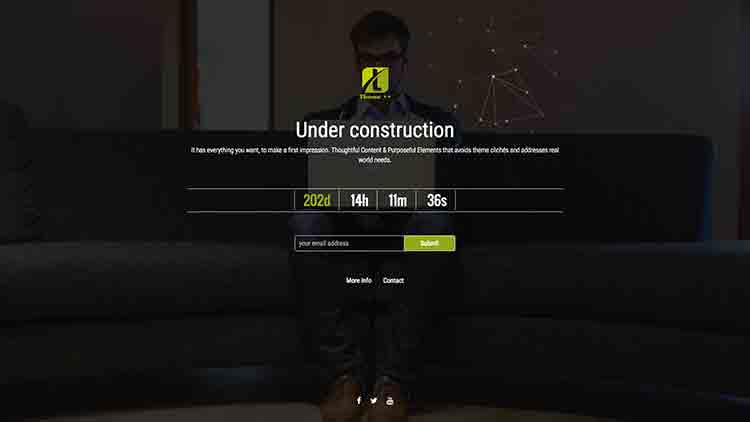 Under construction
It has everything you want, to make a first impression. Thoughtful Content & Purposeful Elements that avoids theme clichés and addresses real
world needs.
202d 14h 11m 36s
your email address Submit
More Info Contact